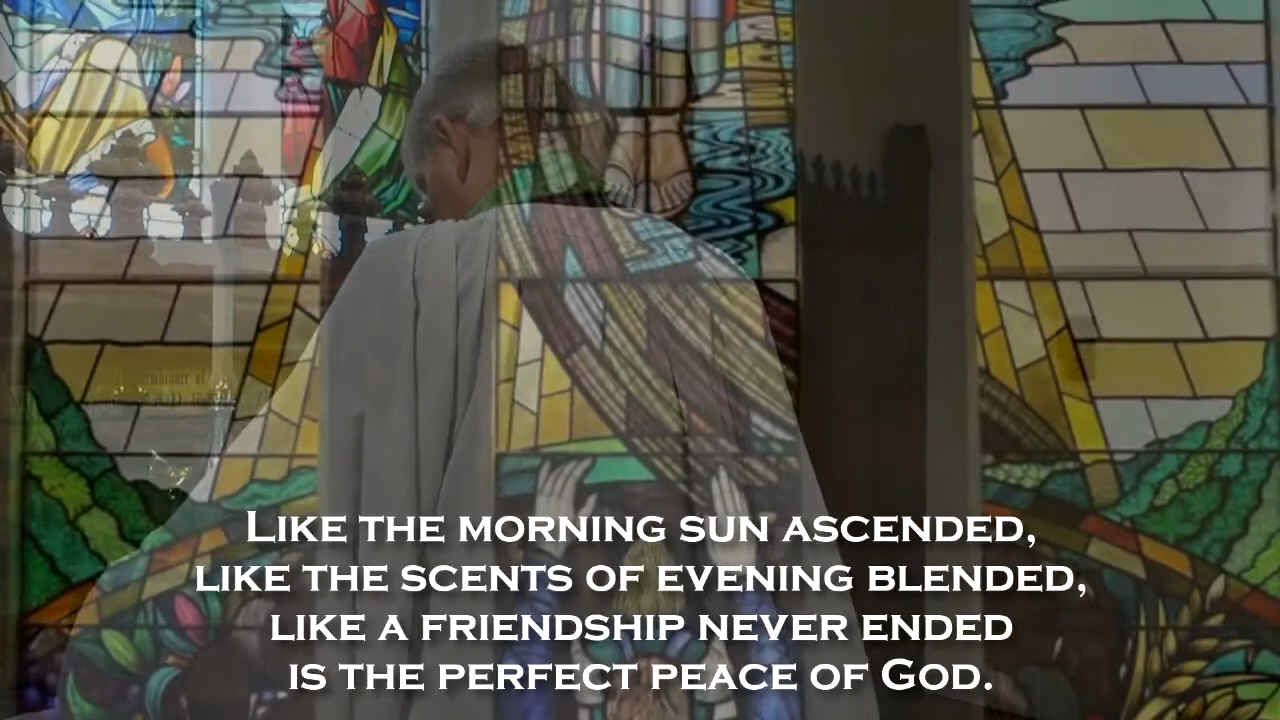 Like the morning sun ascended,
like the scents of evening blended,
like a friendship never ended
is the perfect peace of God.